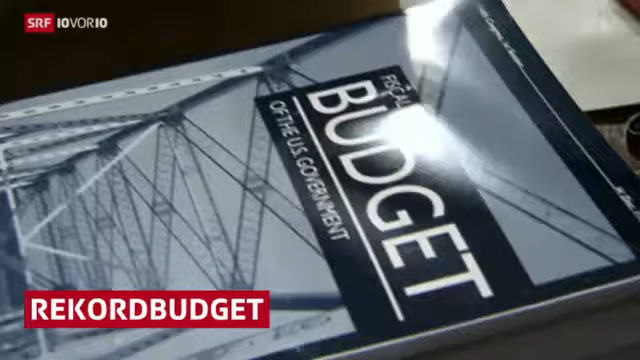 SRF 10VOR10
FISCAL
BUDGET
OF THE U.S. GOVERNMENT
REKORDBUDGET